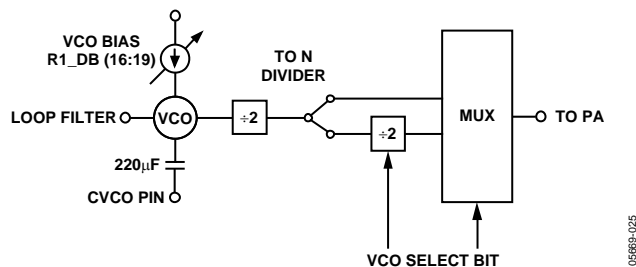 VCO BIAS
R1_DB (16:19)
TO N
DIVIDER
LOOP FILTER
VCO
÷2
÷2
MUX
TO PA
220μF
CVCO PIN
VCO SELECT BIT
05669-025